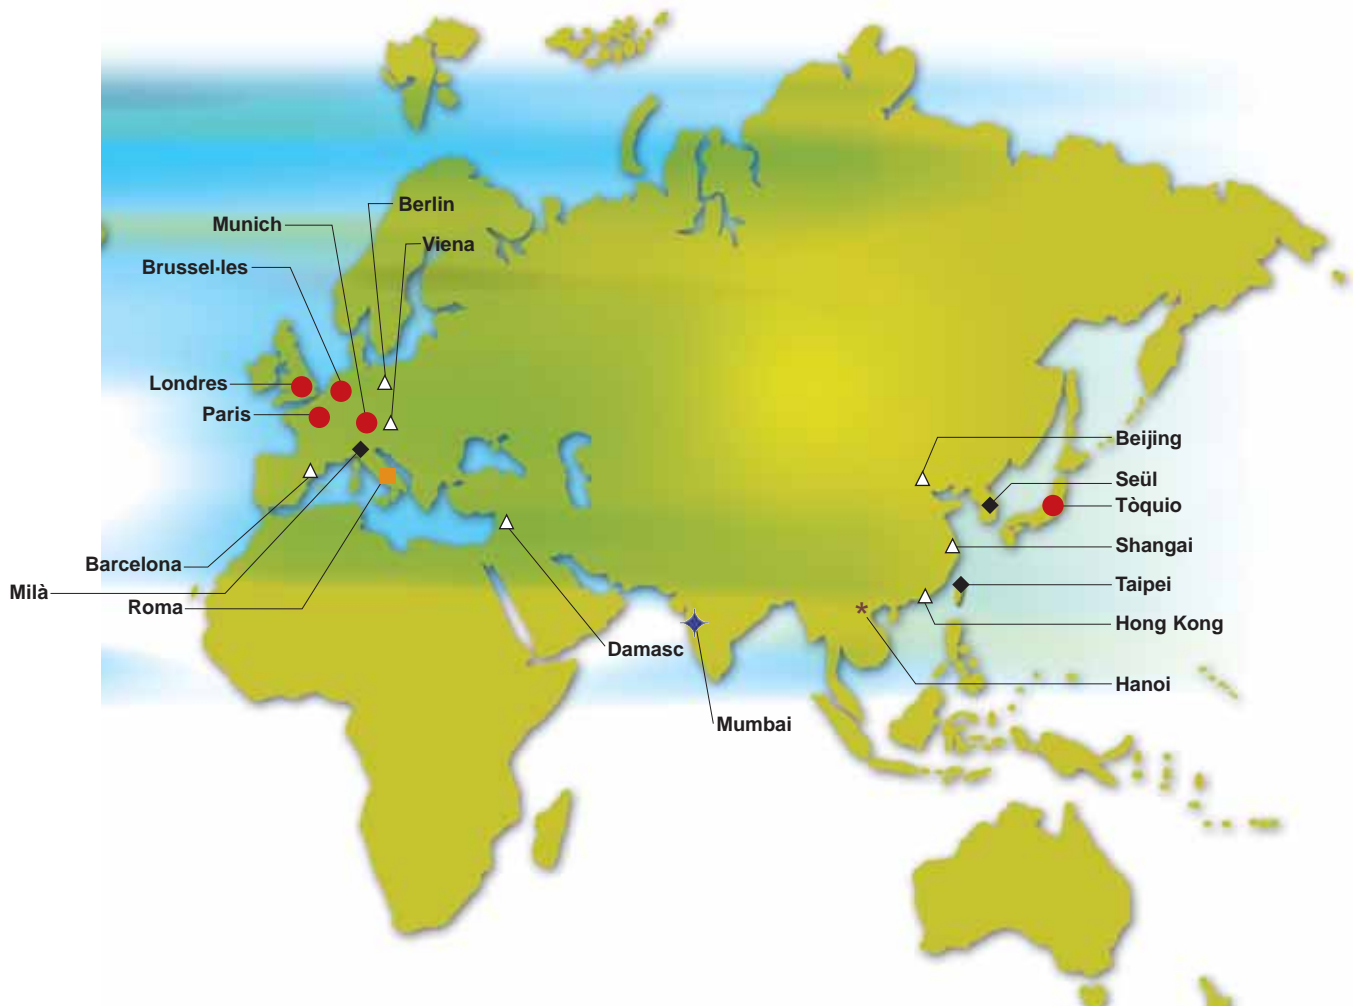 Berlin
Munich
Viena
Brussel·les
Londres
Paris
Beijing
Seül
Tòquio
Shangai
Barcelona
Milà
Roma
Taipei
Hong Kong
Damasc
Hanoi
Mumbai